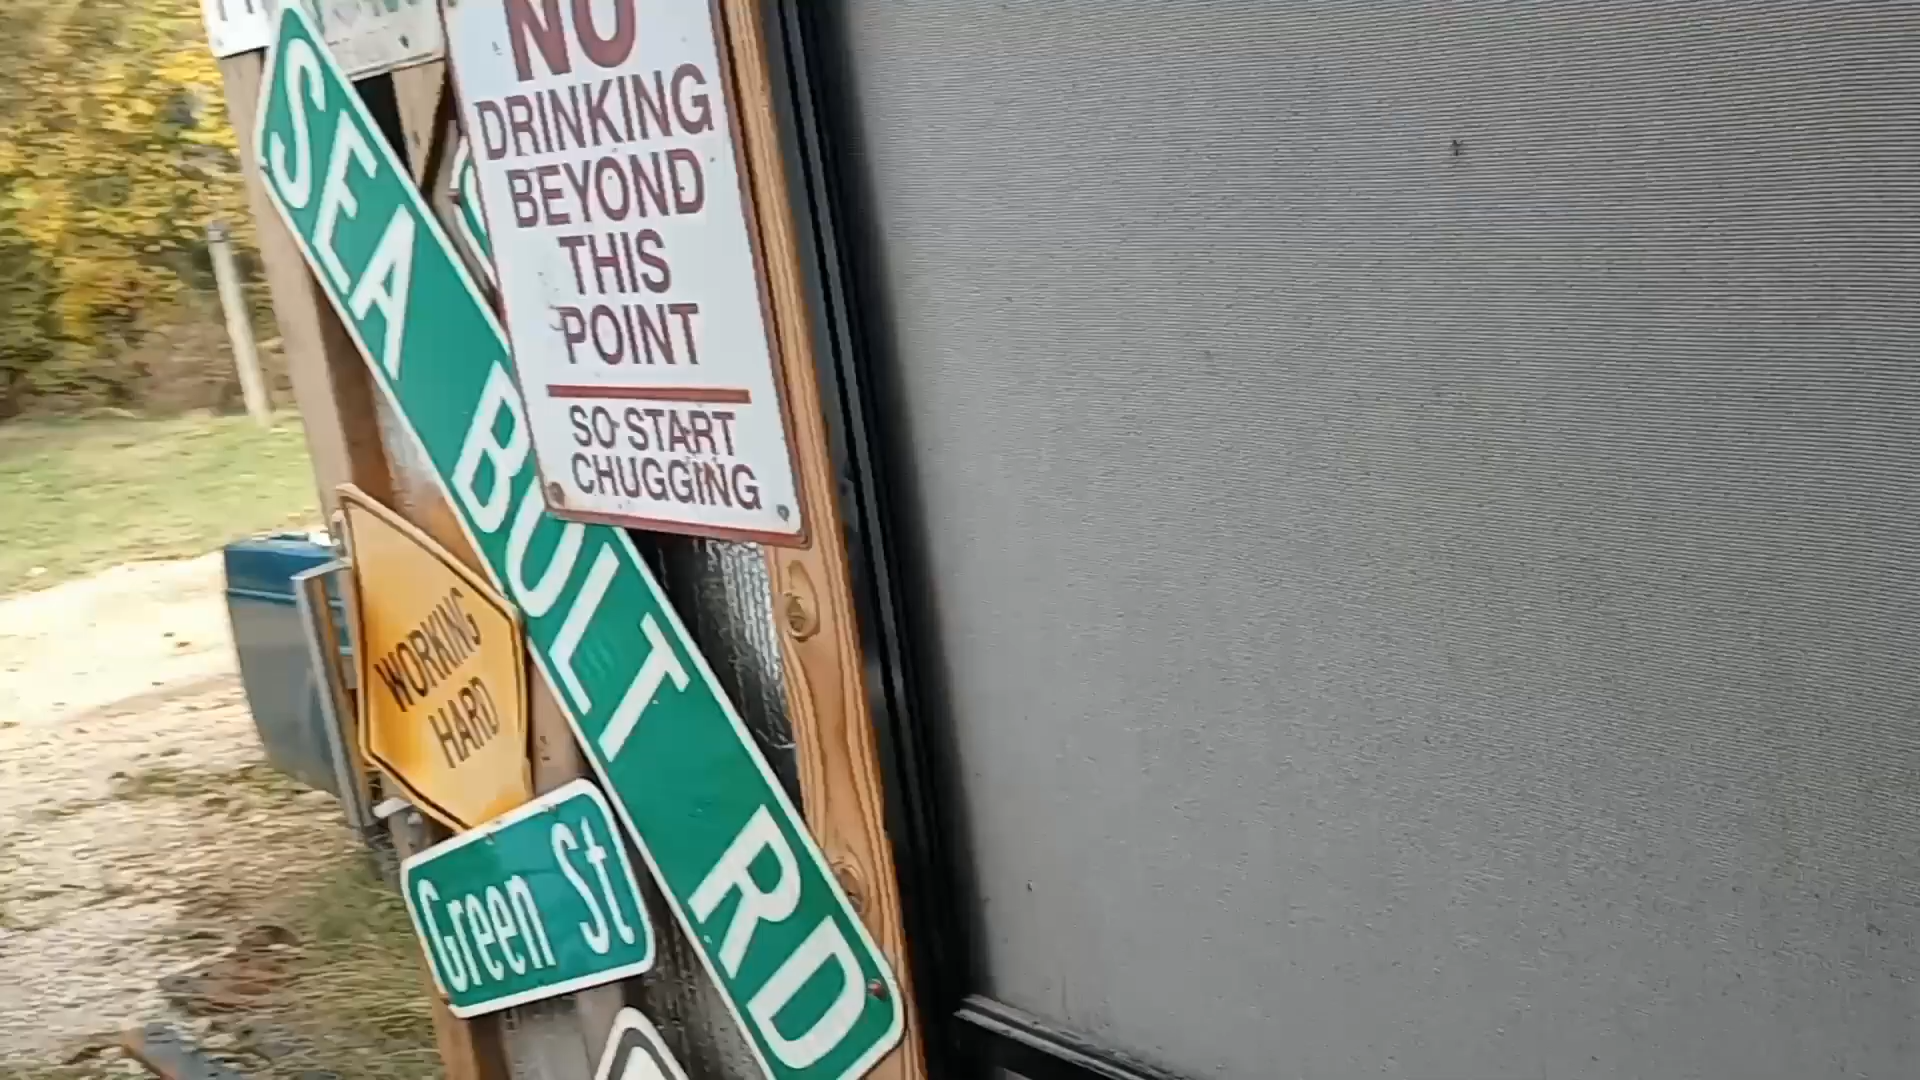 NO
DRINKING
BEYOND
THIS
POINT
SO START
CHUGGING
SEA BULT RD
WORKING
HARD
Green St